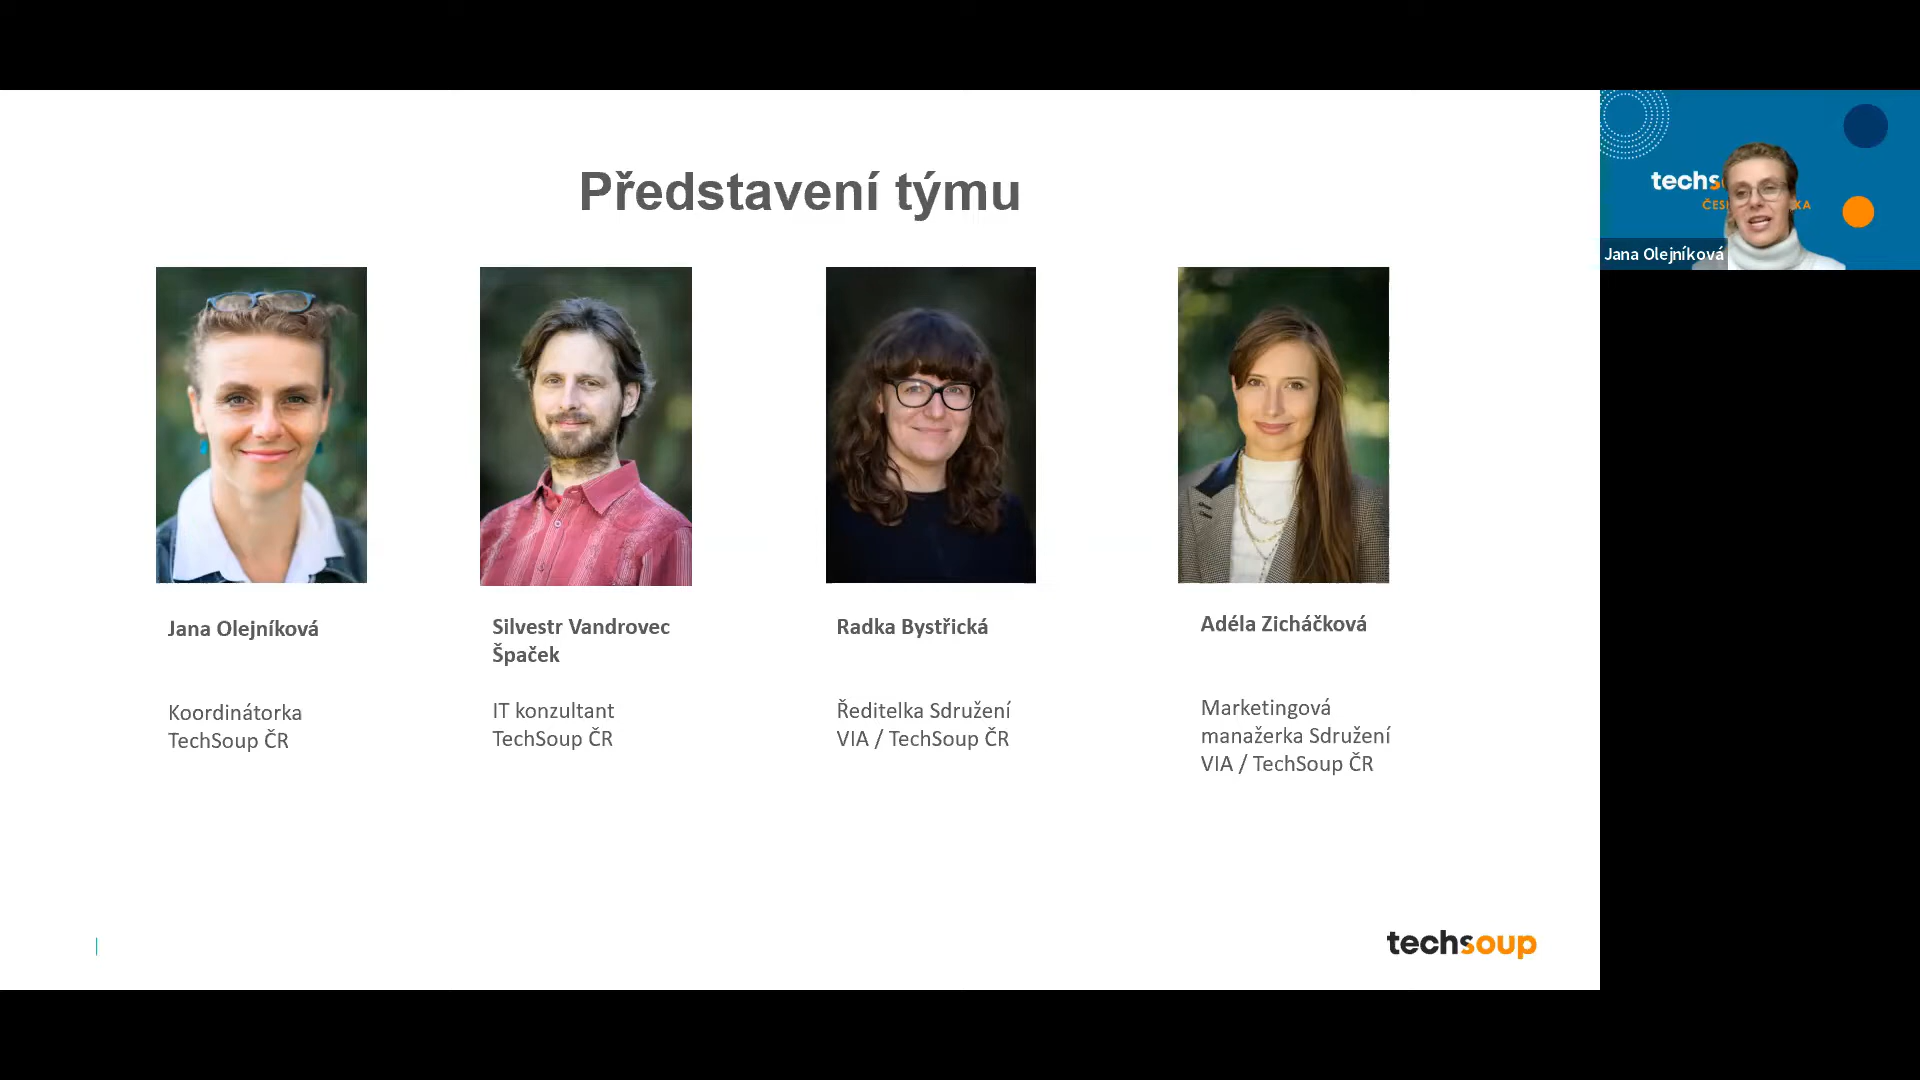 Představení týmu
Jana Olejníková
Koordinátorka
TechSoup ČR
Silvestr Vandrovec
Špaček
IT konzultant
TechSoup ČR
Radka Bystřická
Ředitelka Sdružení
VIA / TechSoup ČR
Adéla Zicháčková
Marketingová
manažerka Sdružení
VIA / TechSoup ČR
techsoup
Jana Olejníková